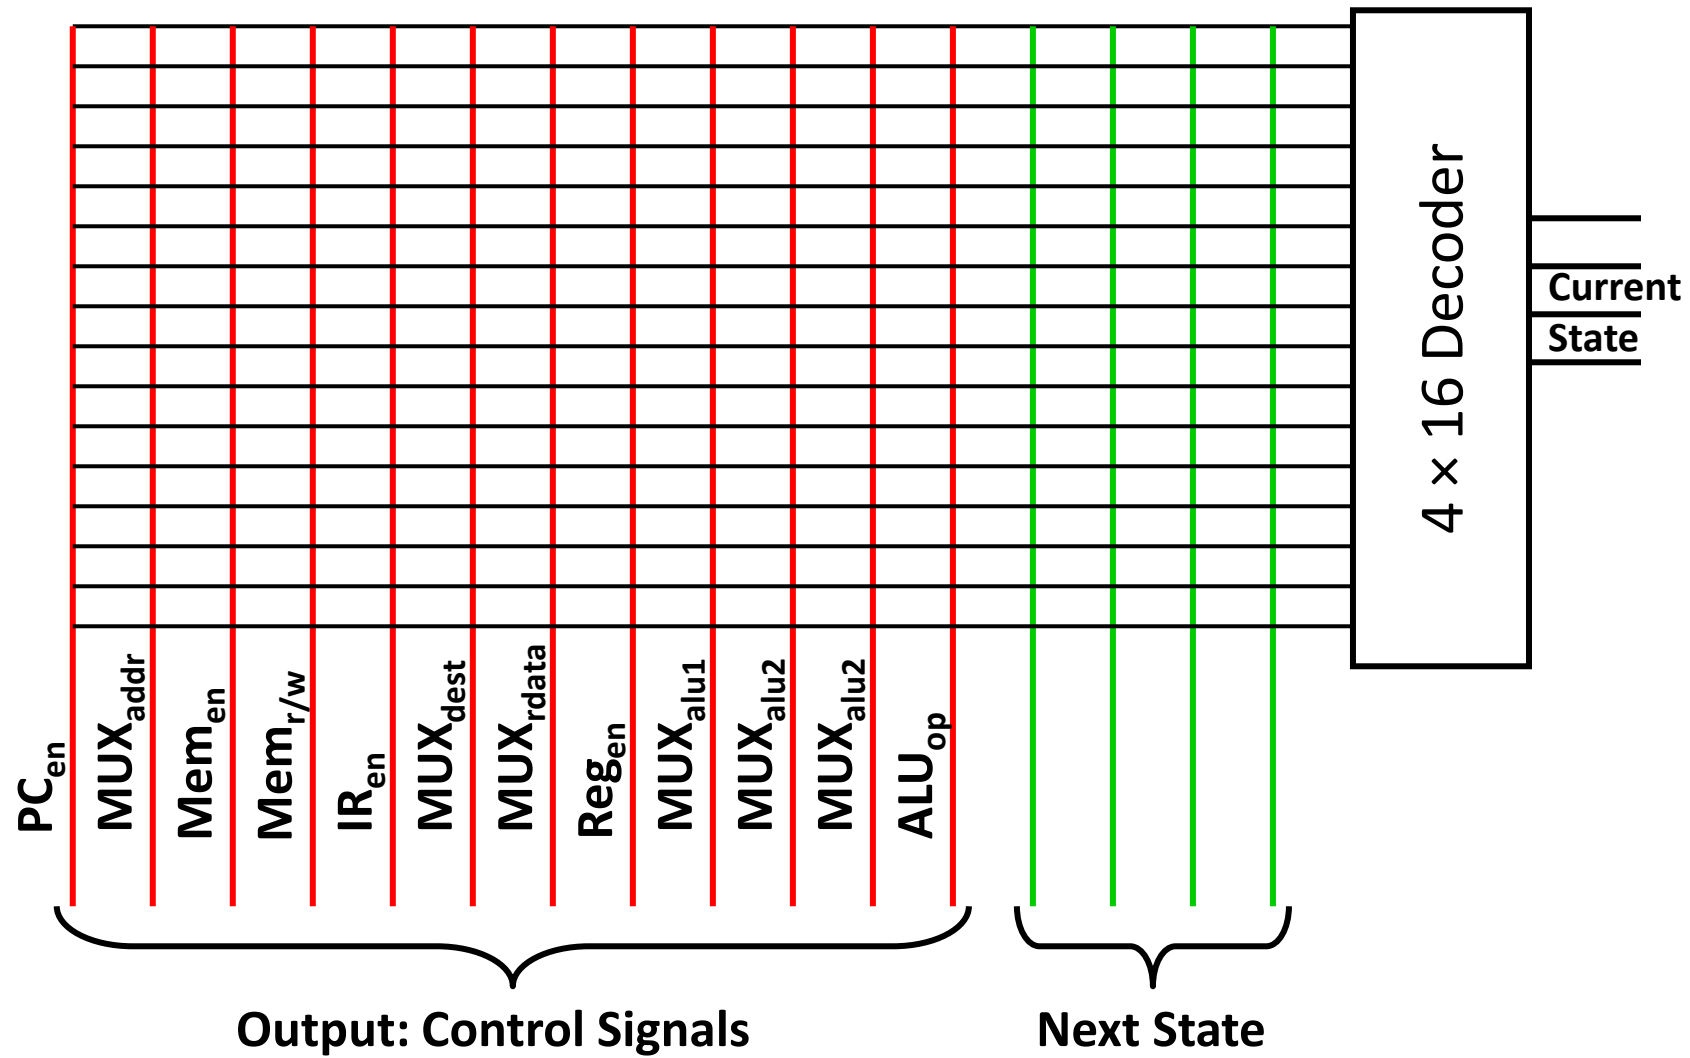 4 × 16 Decoder
Current
State
PCen
MUXaddr
Memen
Memr/w
IRen
MUXdest
MUXrdata
Regen
MUXalu1
MUXalu2
MUXalu2
ALUop
Output: Control Signals
Next State